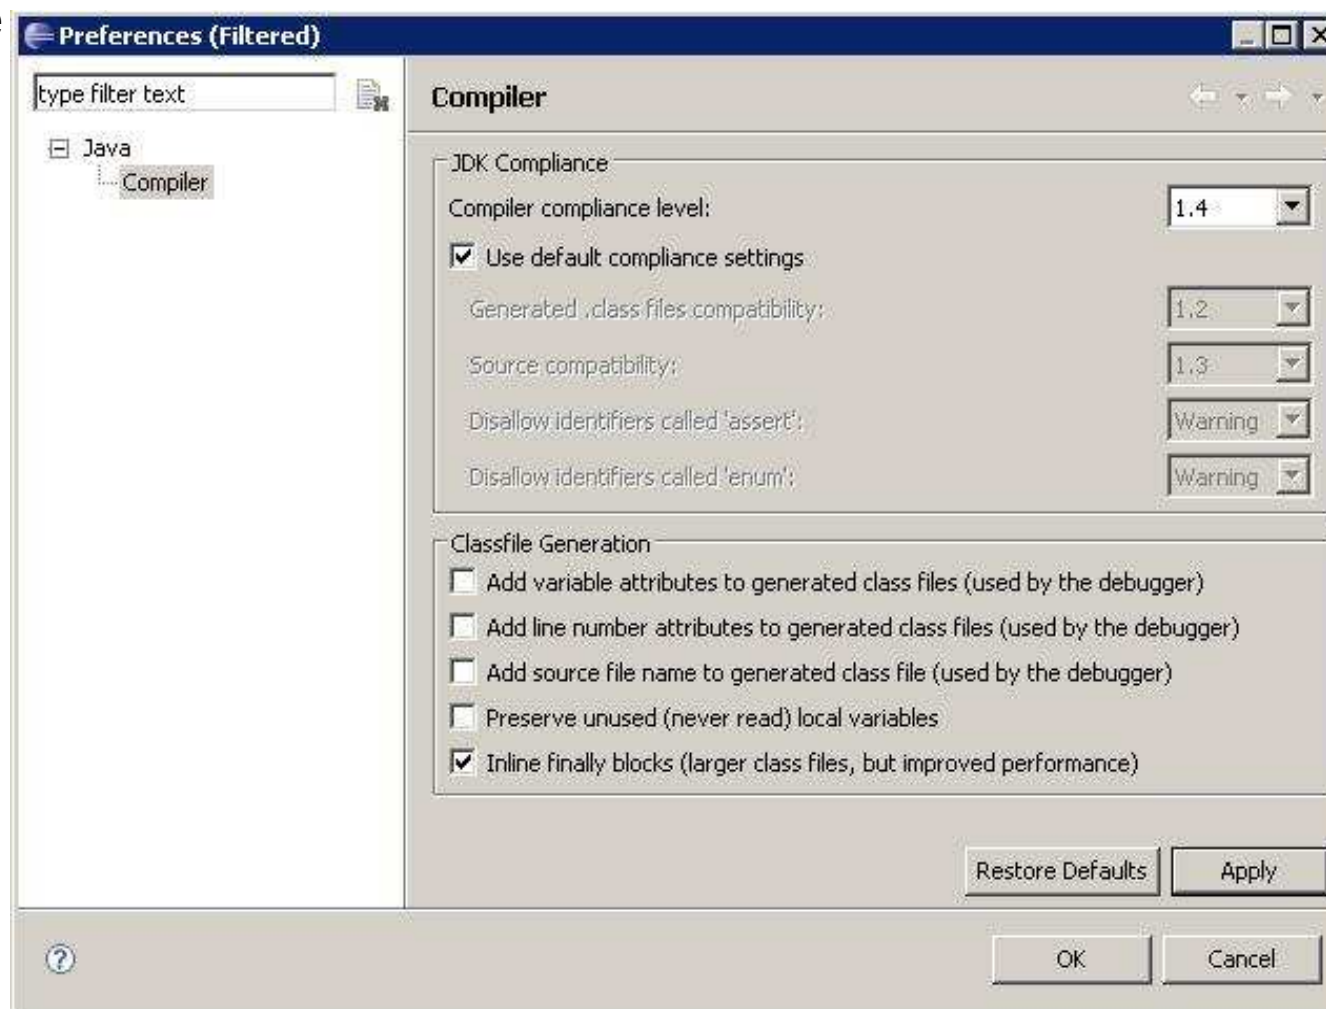 e
Preferences (Filtered)
type filter text
Java
Compiler
Compiler
JDK Compliance
Compiler compliance level: 1.4
Use default compliance settings
Generated .class files compatibility: 1.2
Source compatibility: 1.3
Disallow identifiers called 'assert': Warning
Disallow identifiers called 'enum': Warning
Classfile Generation
Add variable attributes to generated class files (used by the debugger)
Add line number attributes to generated class files (used by the debugger)
Add source file name to generated class file (used by the debugger)
Preserve unused (never read) local variables
Inline finally blocks (larger class files, but improved performance)
Restore Defaults Apply
? OK Cancel